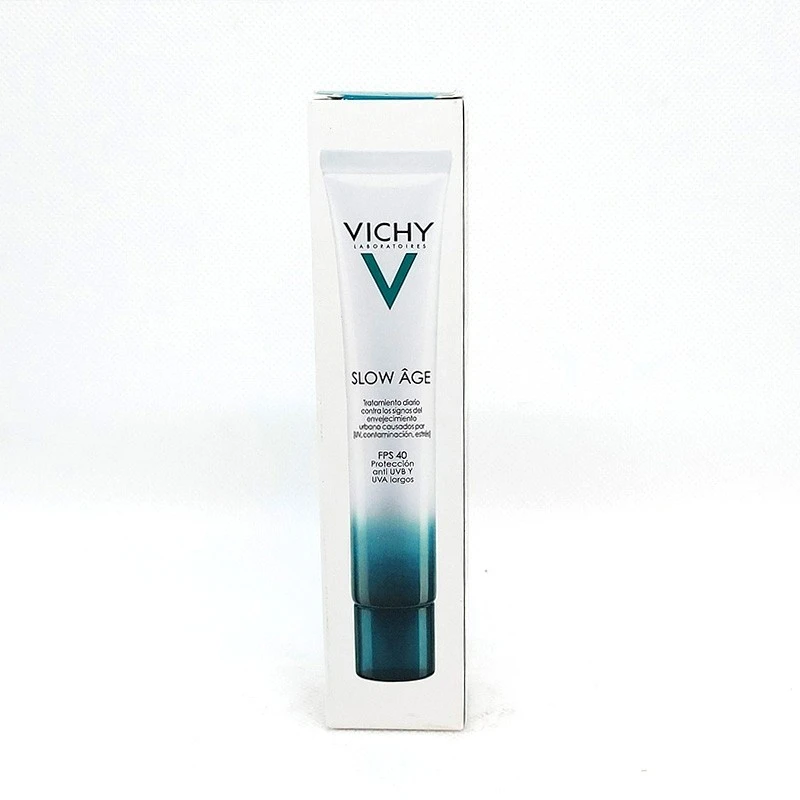 VICHY
LABORATOIRES
V
SLOW ÂGE
Tratamiento diario
contra los signos del
envejecimiento
urbano causados por
(UV, contaminación, estrés)
FPS 40
Protección
anti UVB Y
UVA largos